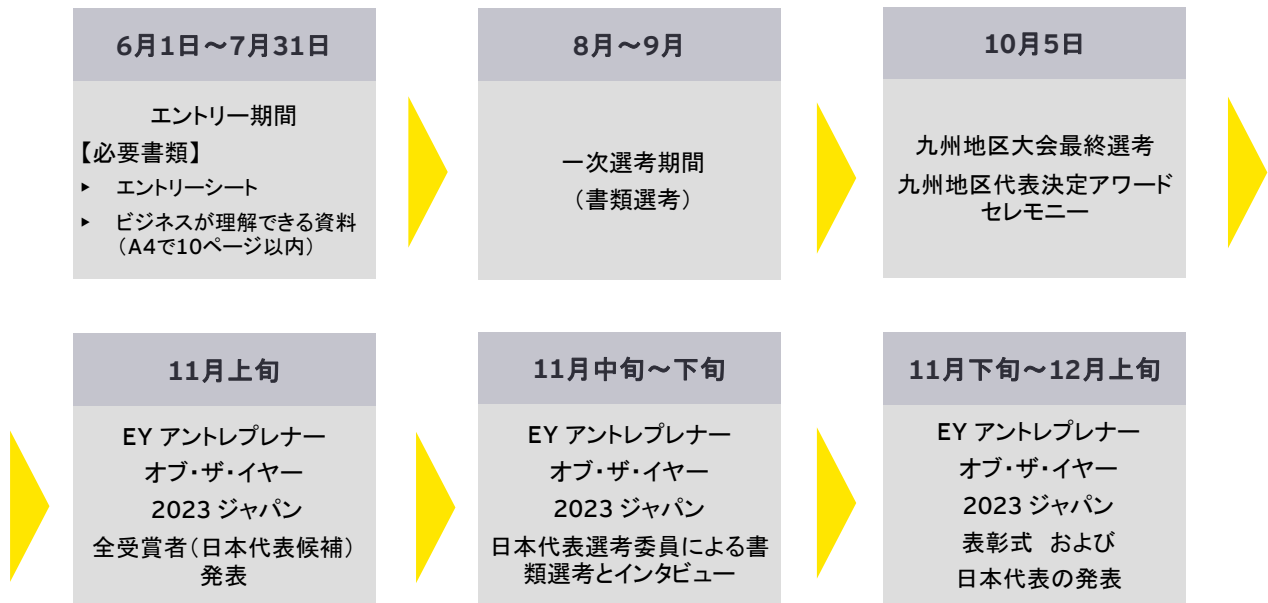 6月1日～7月31日
エントリー期間
【必要書類】
▸ エントリーシート
▸ ビジネスが理解できる資料
（A4で10ページ以内）
8月～9月
一次選考期間
（書類選考）
10月5日
九州地区大会最終選考
九州地区代表決定アワード
セレモニー
11月上旬
EY アントレプレナー
オブ・ザ・イヤー
2023 ジャパン
全受賞者（日本代表候補）
発表
11月中旬～下旬
EY アントレプレナー
オブ・ザ・イヤー
2023 ジャパン
日本代表選考委員による書
類選考とインタビュー
11月下旬～12月上旬
EY アントレプレナー
オブ・ザ・イヤー
2023 ジャパン
表彰式　および
日本代表の発表